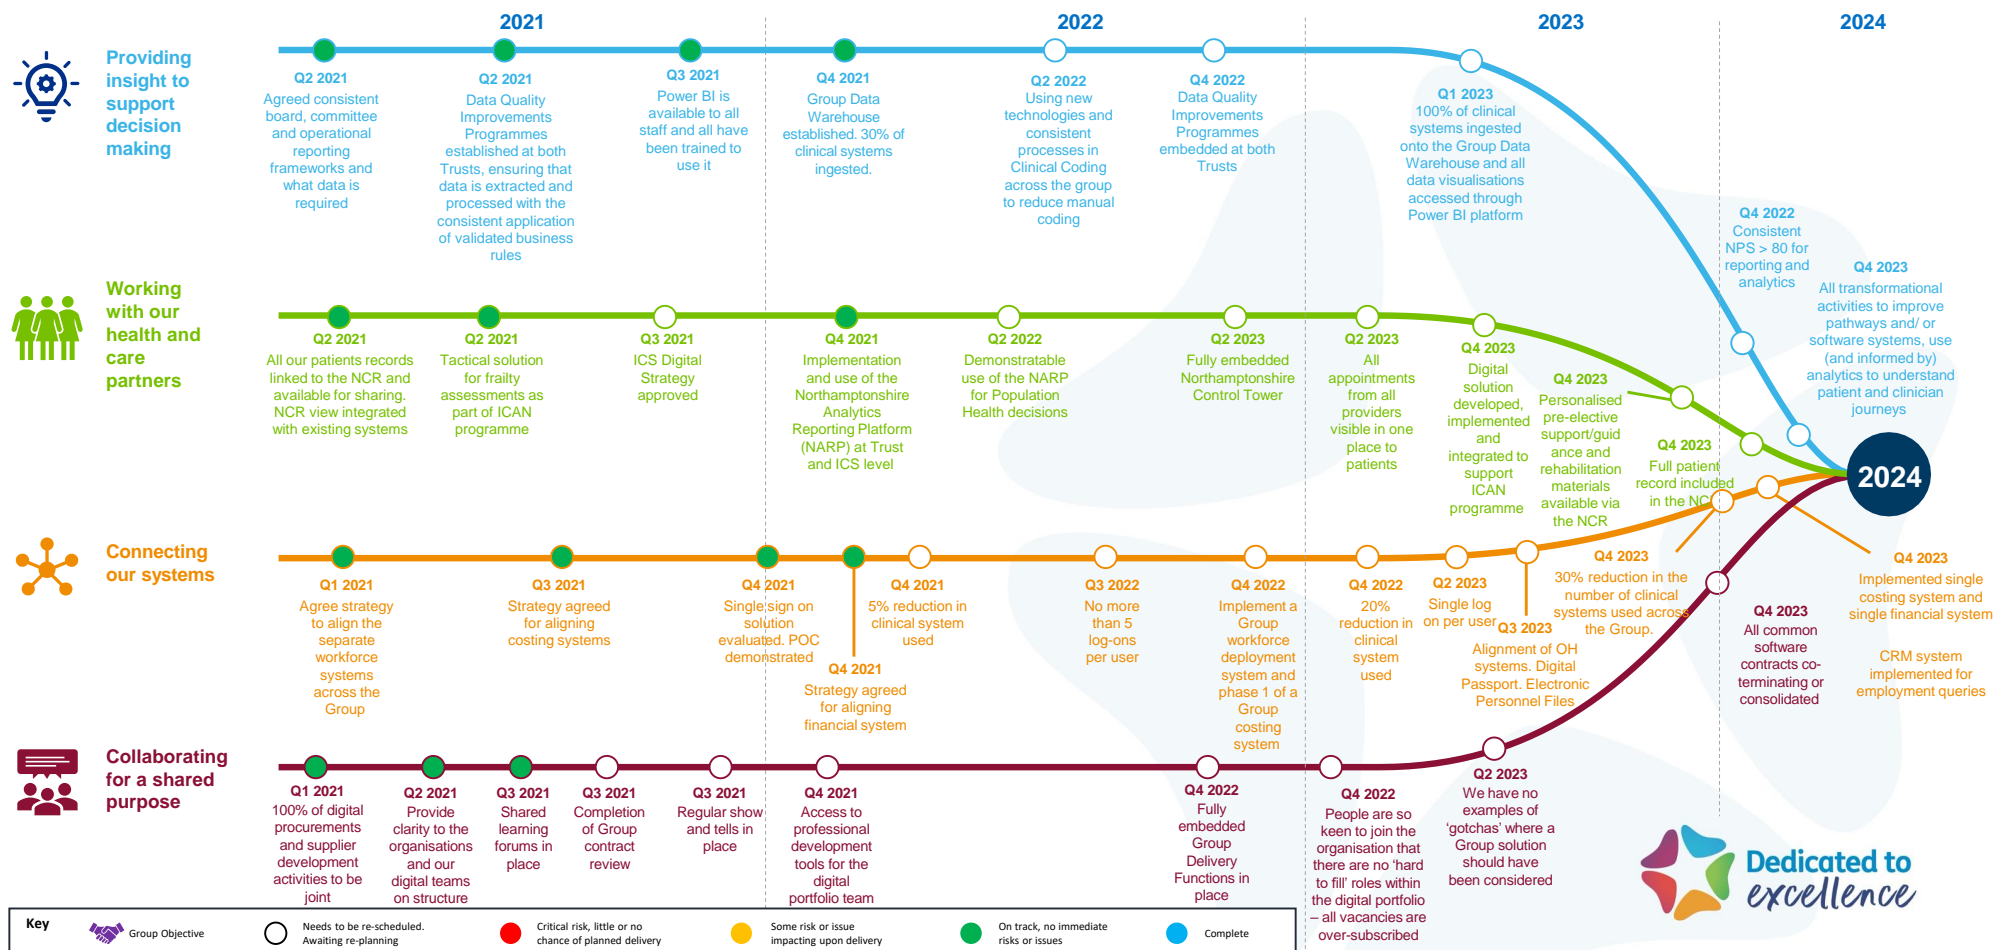 2021
2022
2023
2024
Providing
insight to
support
decision
making
Q2 2021
Agreed consistent
board, committee
and operational
reporting
frameworks and
what data is
required
Q2 2021
Data Quality
Improvements
Programmes
established at both
Trusts, ensuring that
data is extracted and
processed with the
consistent application
of validated business
rules
Q3 2021
Power BI is
available to all
staff and all have
been trained to
use it
Q4 2021
Group Data
Warehouse
established. 30% of
clinical systems
ingested.
Q2 2022
Using new
technologies and
consistent
processes in
Clinical Coding
across the group
to reduce manual
coding
Q4 2022
Data Quality
Improvements
Programmes
embedded at both
Trusts
Q1 2023
100% of clinical
systems ingested
onto the Group Data
Warehouse and all
data visualisations
accessed through
Power BI platform
Q4 2022
Consistent
NPS > 80 for
reporting and
analytics
Q4 2023
All transformational
activities to improve
pathways and/ or
software systems, use
(and informed by)
analytics to understand
patient and clinician
journeys
Working
with our
health and
care
partners
Q2 2021
All our patients records
linked to the NCR and
available for sharing.
NCR view integrated
with existing systems
Q2 2021
Tactical solution
for frailty
assessments as
part of ICAN
programme
Q3 2021
ICS Digital
Strategy
approved
Q4 2021
Implementation
and use of the
Northamptonshire
Analytics
Reporting Platform
(NARP) at Trust
and ICS level
Q2 2022
Demonstratable
use of the NARP
for Population
Health decisions
Q2 2023
Fully embedded
Northamptonshire
Control Tower
Q2 2023
All
appointments
from all
providers
visible in one
place to
patients
Q4 2023
Digital
solution
developed,
implemented
and
integrated to
support
ICAN
programme
Q4 2023
Personalised
pre-elective
support/guid
ance and
rehabilitation
materials
available via
the NCR
Q4 2023
Full patient
record included
in the NCR
2024
Connecting
our systems
Q1 2021
Agree strategy
to align the
separate
workforce
systems
across the
Group
Q3 2021
Strategy agreed
for aligning
costing systems
Q4 2021
Single sign on
solution
evaluated. POC
demonstrated
Q4 2021
Strategy agreed
for aligning
financial system
Q4 2021
5% reduction in
clinical system
used
Q3 2022
No more
than 5
log-ons
per user
Q4 2022
Implement a
Group
workforce
deployment
system and
phase 1 of a
Group
costing
system
Q4 2022
20%
reduction in
clinical
system
used
Q2 2023
Single log
on per user
Q3 2023
Alignment of OH
systems. Digital
Passport. Electronic
Personnel Files
Q4 2023
30% reduction in the
number of clinical
systems used across
the Group.
Q4 2023
Implemented single
costing system and
single financial system
CRM system
implemented for
employment queries
Collaborating
for a shared
purpose
Q1 2021
100% of digital
procurements
and supplier
development
activities to be
joint
Q2 2021
Provide
clarity to the
organisations
and our
digital teams
on structure
Q3 2021
Shared
learning
forums in
place
Q3 2021
Completion
of Group
contract
review
Q3 2021
Regular show
and tells in
place
Q4 2021
Access to
professional
development
tools for the
digital
portfolio team
Q4 2022
Fully
embedded
Group
Delivery
Functions in
place
Q4 2022
People are so
keen to join the
organisation that
there are no ‘hard
to fill’ roles within
the digital portfolio
– all vacancies are
over-subscribed
Q2 2023
We have no
examples of
‘gotchas’ where a
Group solution
should have
been considered
Q4 2023
All common
software
contracts co-
terminating or
consolidated
Dedicated to
excellence
Key
Group Objective
Needs to be re-scheduled.
Awaiting re-planning
Critical risk, little or no
chance of planned delivery
Some risk or issue
impacting upon delivery
On track, no immediate
risks or issues
Complete